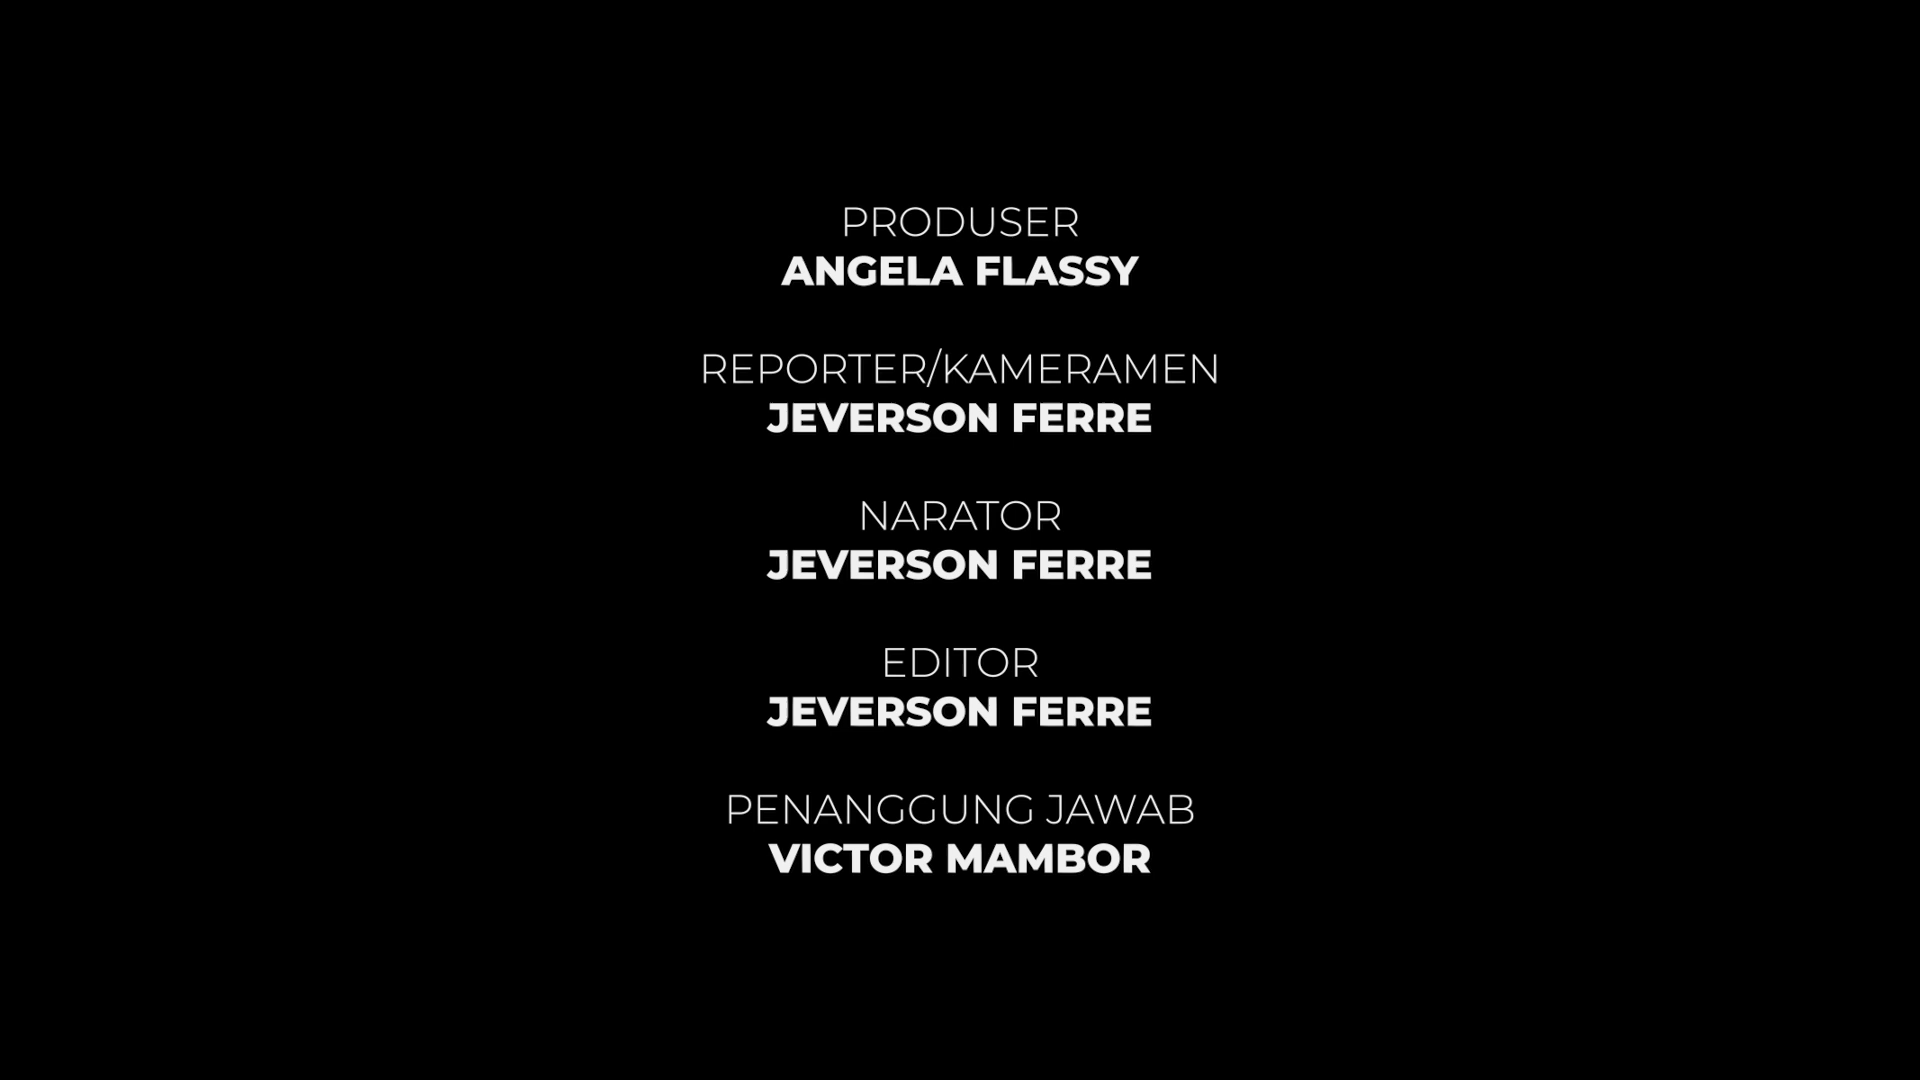 PRODUSER
ANGELA FLASSY
REPORTER/KAMERAMEN
JEVERSON FERRE
NARATOR
JEVERSON FERRE
EDITOR
JEVERSON FERRE
PENANGGUNG JAWAB
VICTOR MAMBOR